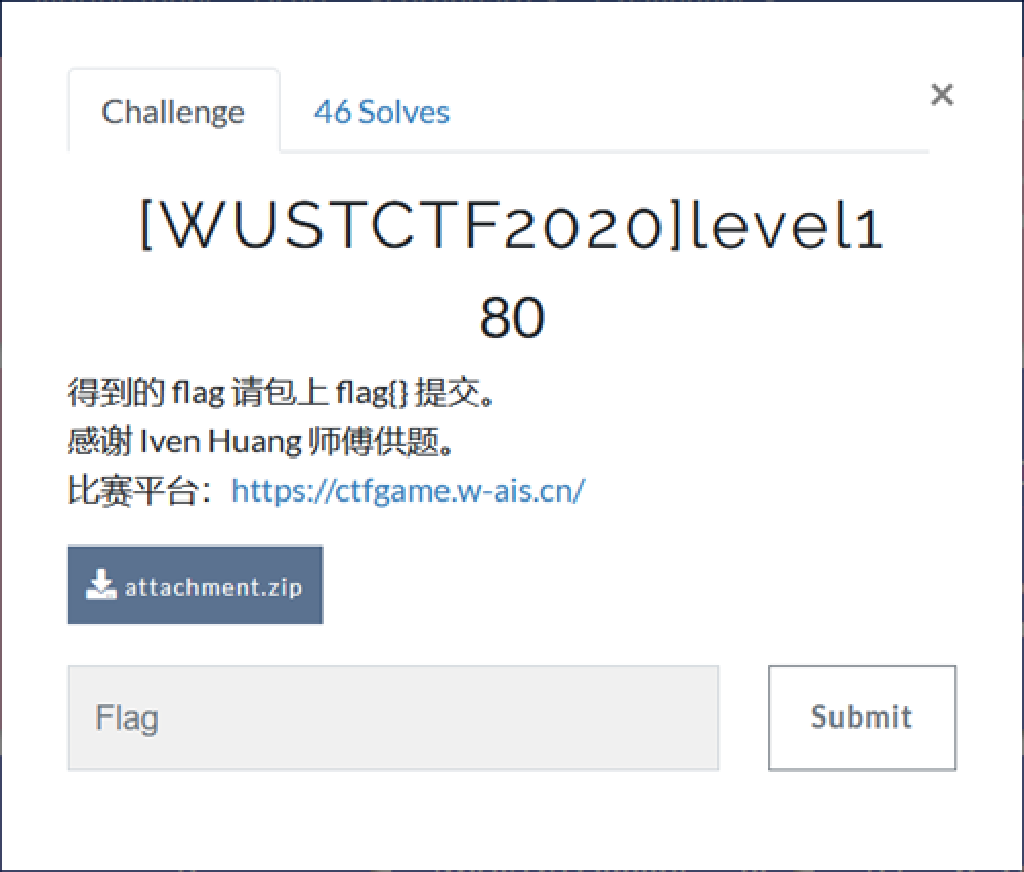 Challenge
46 Solves
×
[WUSTCTF2020]level1
80
得到的 flag 请包上 flag{} 提交。
感谢 Iven Huang 师傅供题。
比赛平台：https://ctfgame.w-ais.cn/
attachment.zip
Flag
Submit